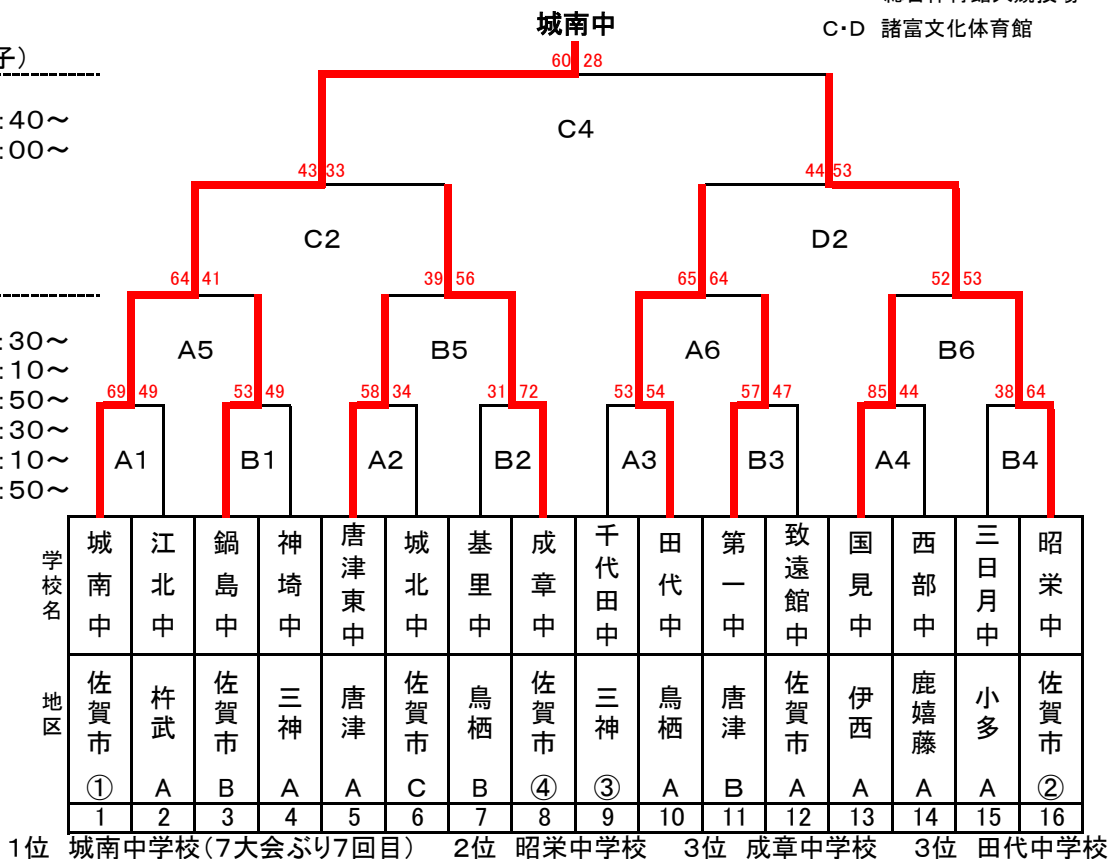 城南中
C・D 諸富文化体育館
子)
60 28
:40～
C4
:00～
43 33
44 53
C2
D2
64 41
39 56
65 64
52 53
:30～
A5
B5
A6
B6
:10～
:50～
69 49
53 49
58 34
31 72
53 54
57 47
85 44
38 64
:30～
:10～
A1
B1
A2
B2
A3
B3
A4
B4
:50～
学校名
城南中
江北中
鍋島中
神埼中
唐津東中
城北中
基里中
成章中
千代田中
田代中
第一中
致遠館中
国見中
西部中
三日月中
昭栄中
地区
佐賀市
杵武
佐賀市
三神
唐津
佐賀市
鳥栖
佐賀市
三神
鳥栖
唐津
佐賀市
伊西
鹿嬉藤
小多
佐賀市
① A B A A C B ④ ③ A B A A A A ②
1 2 3 4 5 6 7 8 9 10 11 12 13 14 15 16
1位 城南中学校(7大会ぶり7回目) 2位 昭栄中学校 3位 成章中学校 3位 田代中学校